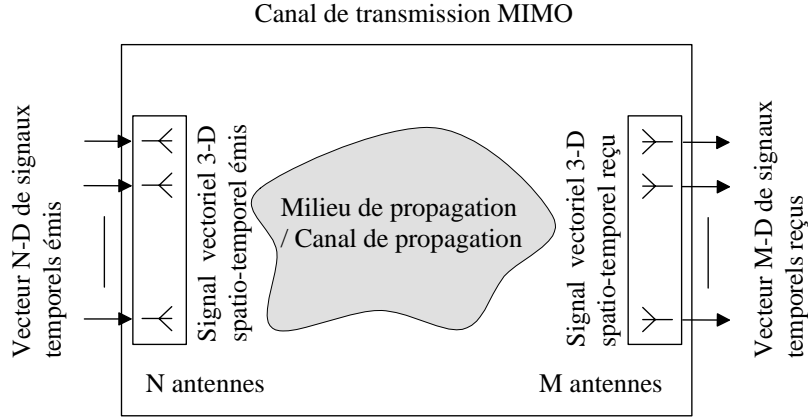 Canal de transmission MIMO
Vecteur N-D de signaux
temporels émis
Signal vectoriel 3-D
spatio-temporel émis
Milieu de propagation
/ Canal de propagation
Signal vectoriel 3-D
spatio-temporel reçu
Vecteur M-D de signaux
temporels reçus
N antennes
M antennes